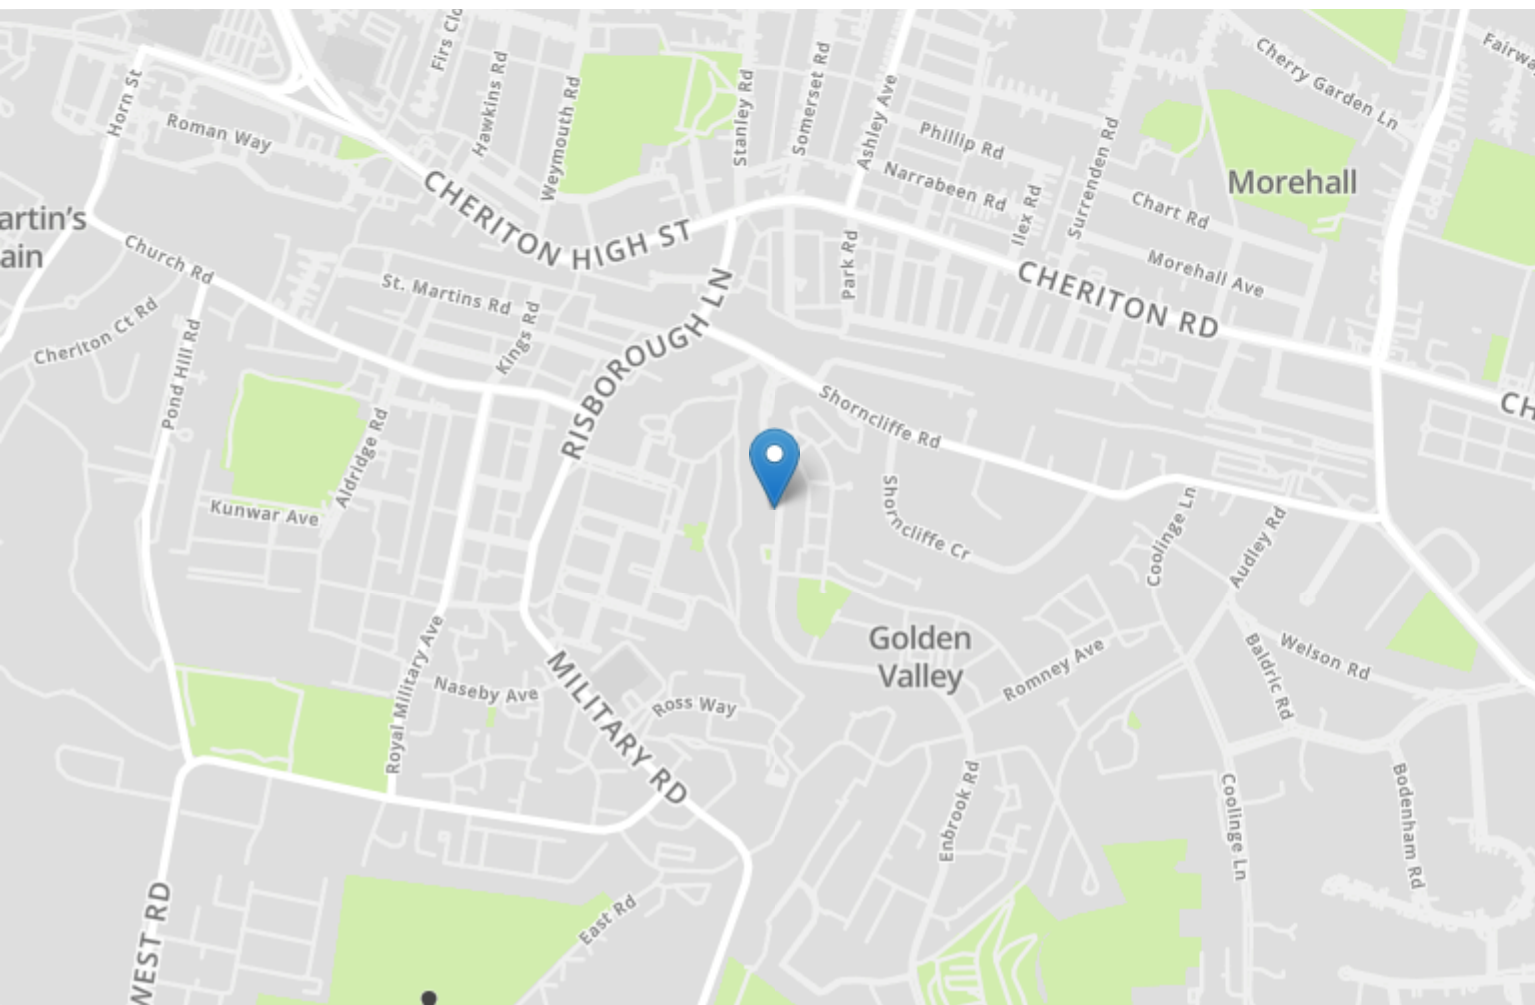 Firs Clo
Hawkins Rd
Weymouth Rd
Stanley Rd
Somerset Rd
Ashley Ave
Cherry Garden Ln
Fairwa
Horn St
Roman Way
Phillip Rd
Narrabeen Rd
Ilex Rd
Surrenden Rd
Chart Rd
Morehall
Morehall Ave
artin's
ain
Church Rd
CHERITON HIGH ST
Park Rd
CHERITON RD
St. Martins Rd
Kings Rd
RISBOROUGH LN
Cheriton Ct Rd
Pond Hill Rd
Aldridge Rd
Kunwar Ave
Shorncliffe Rd
Shorncliffe Cr
CH
Coolinge Ln
Audley Rd
Golden
Valley
Romney Ave
Baldric Rd
Welson Rd
Royal Military Ave
Naseby Ave
MILITARY RD
Ross Way
Enbrook Rd
Coolinge Ln
Bodenham Rd
WEST RD
East Rd